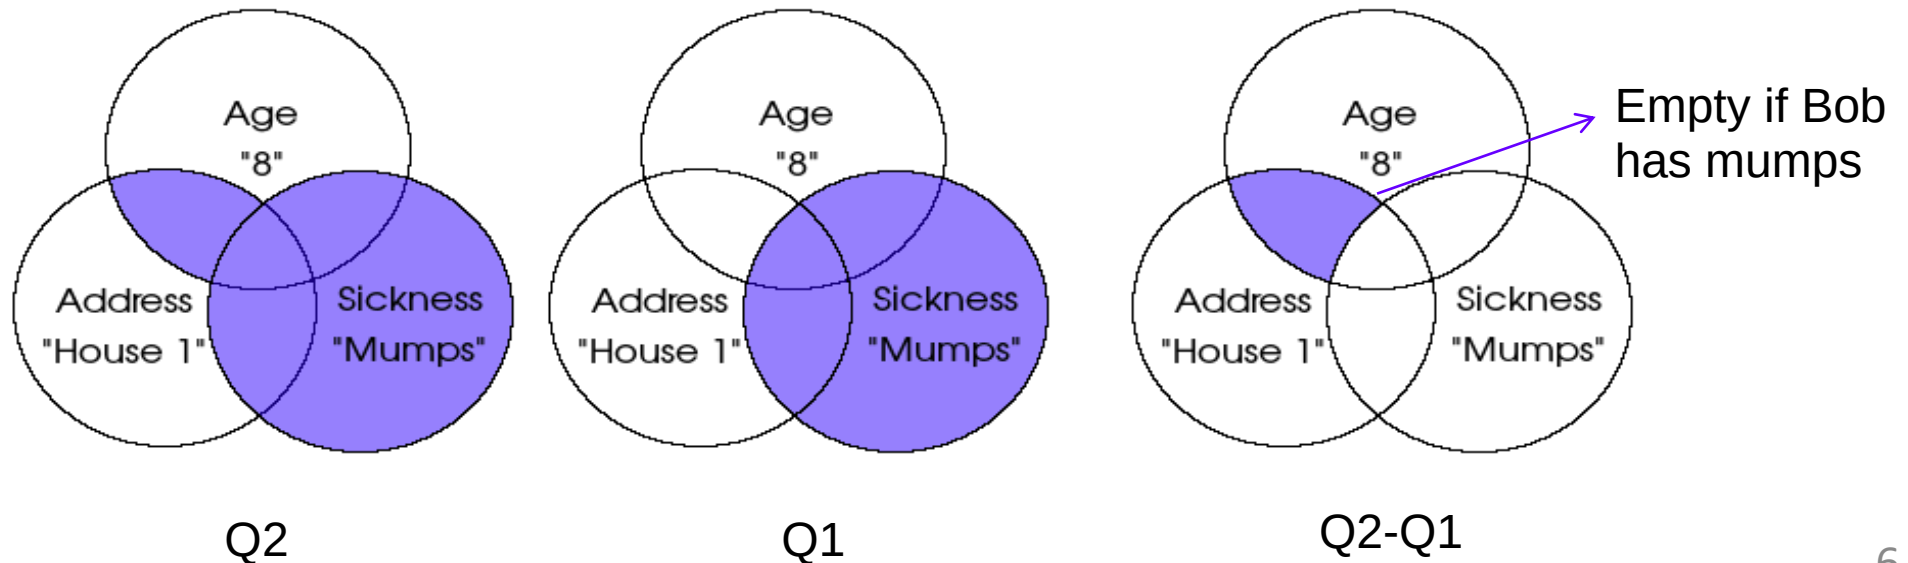 Age
"8"
Address
"House 1"
Sickness
"Mumps"
Q2
Age
"8"
Address
"House 1"
Sickness
"Mumps"
Q1
Age
"8"
Address
"House 1"
Sickness
"Mumps"
Q2-Q1
Empty if Bob
has mumps
6